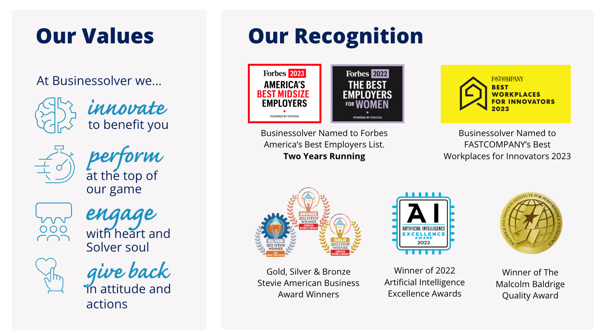 Our Values
At Businessolver we...
innovate
to benefit you
perform
at the top of
our game
engage
with heart and
Solver soul
give back
in attitude and
actions
Our Recognition
Forbes 2023
AMERICA'S
BEST MIDSIZE
EMPLOYERS
POWERED BY STATISTA
Forbes 2022
THE BEST
EMPLOYERS
FOR WOMEN
POWERED BY STATISTA
Businessolver Named to Forbes
America's Best Employers List.
Two Years Running
FAST COMPANY
BEST
WORKPLACES
FOR INNOVATORS
2023
Businessolver Named to
FASTCOMPANY's Best
Workplaces for Innovators 2023
Gold, Silver & Bronze
Stevie American Business
Award Winners
AI
ARTIFICIAL INTELLIGENCE
EXCELLENCE
AWARD
2022
Winner of 2022
Artificial Intelligence
Excellence Awards
Winner of The
Malcolm Baldrige
Quality Award